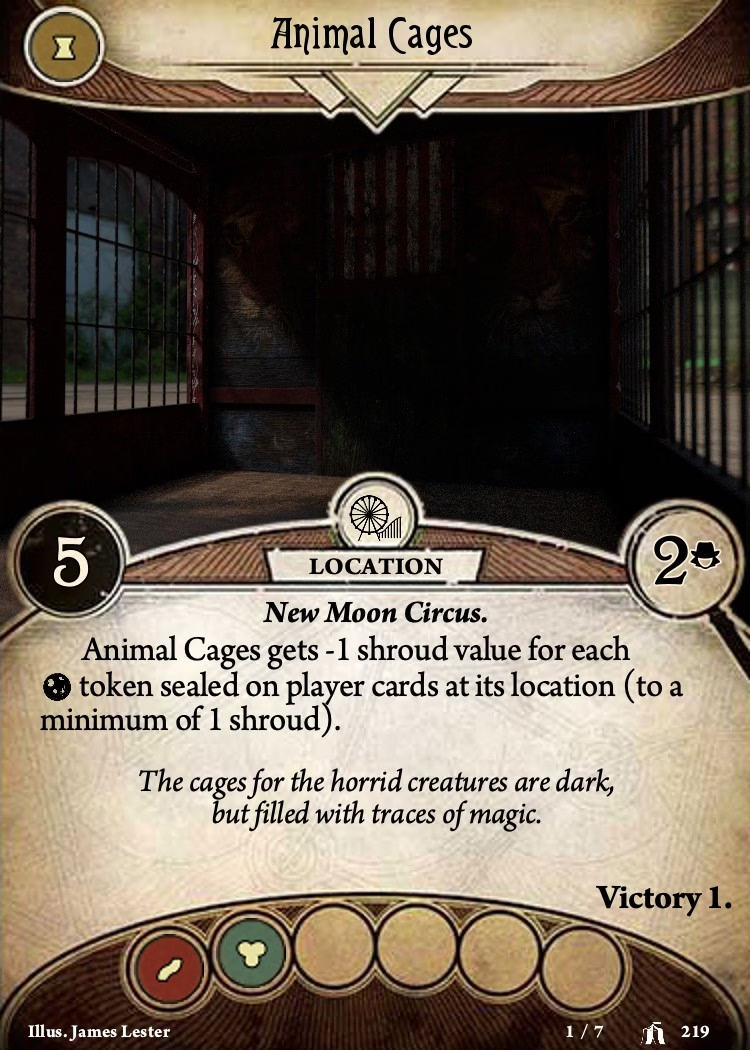 Animal Cages
5
LOCATION
2
New Moon Circus.
Animal Cages gets -1 shroud value for each
token sealed on player cards at its location (to a
minimum of 1 shroud).
The cages for the horrid creatures are dark,
but filled with traces of magic.
Victory 1.
Illus. James Lester
1 / 7
219